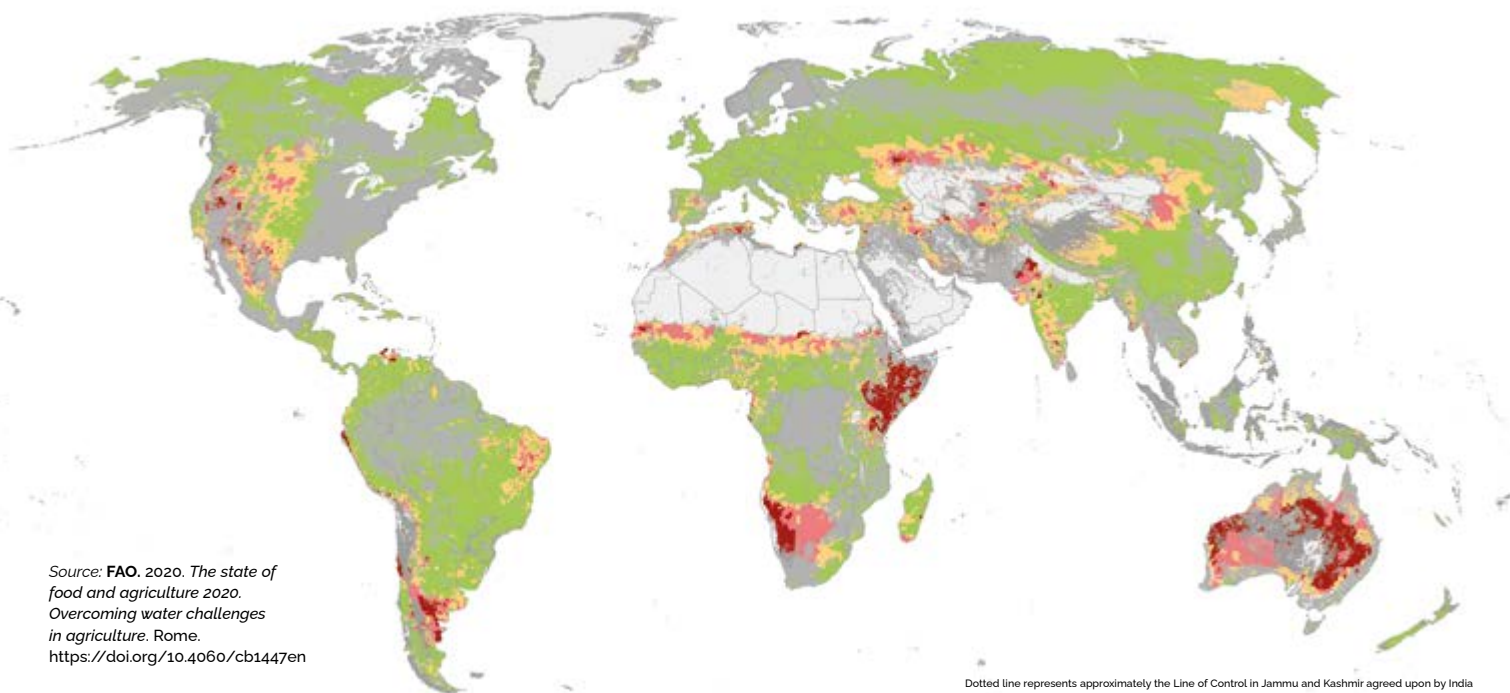 Source: FAO. 2020. The state of
food and agriculture 2020.
Overcoming water challenges
in agriculture. Rome.
https://doi.org/10.4060/cb1447en
Dotted line represents approximately the Line of Control in Jammu and Kashmir agreed upon by India